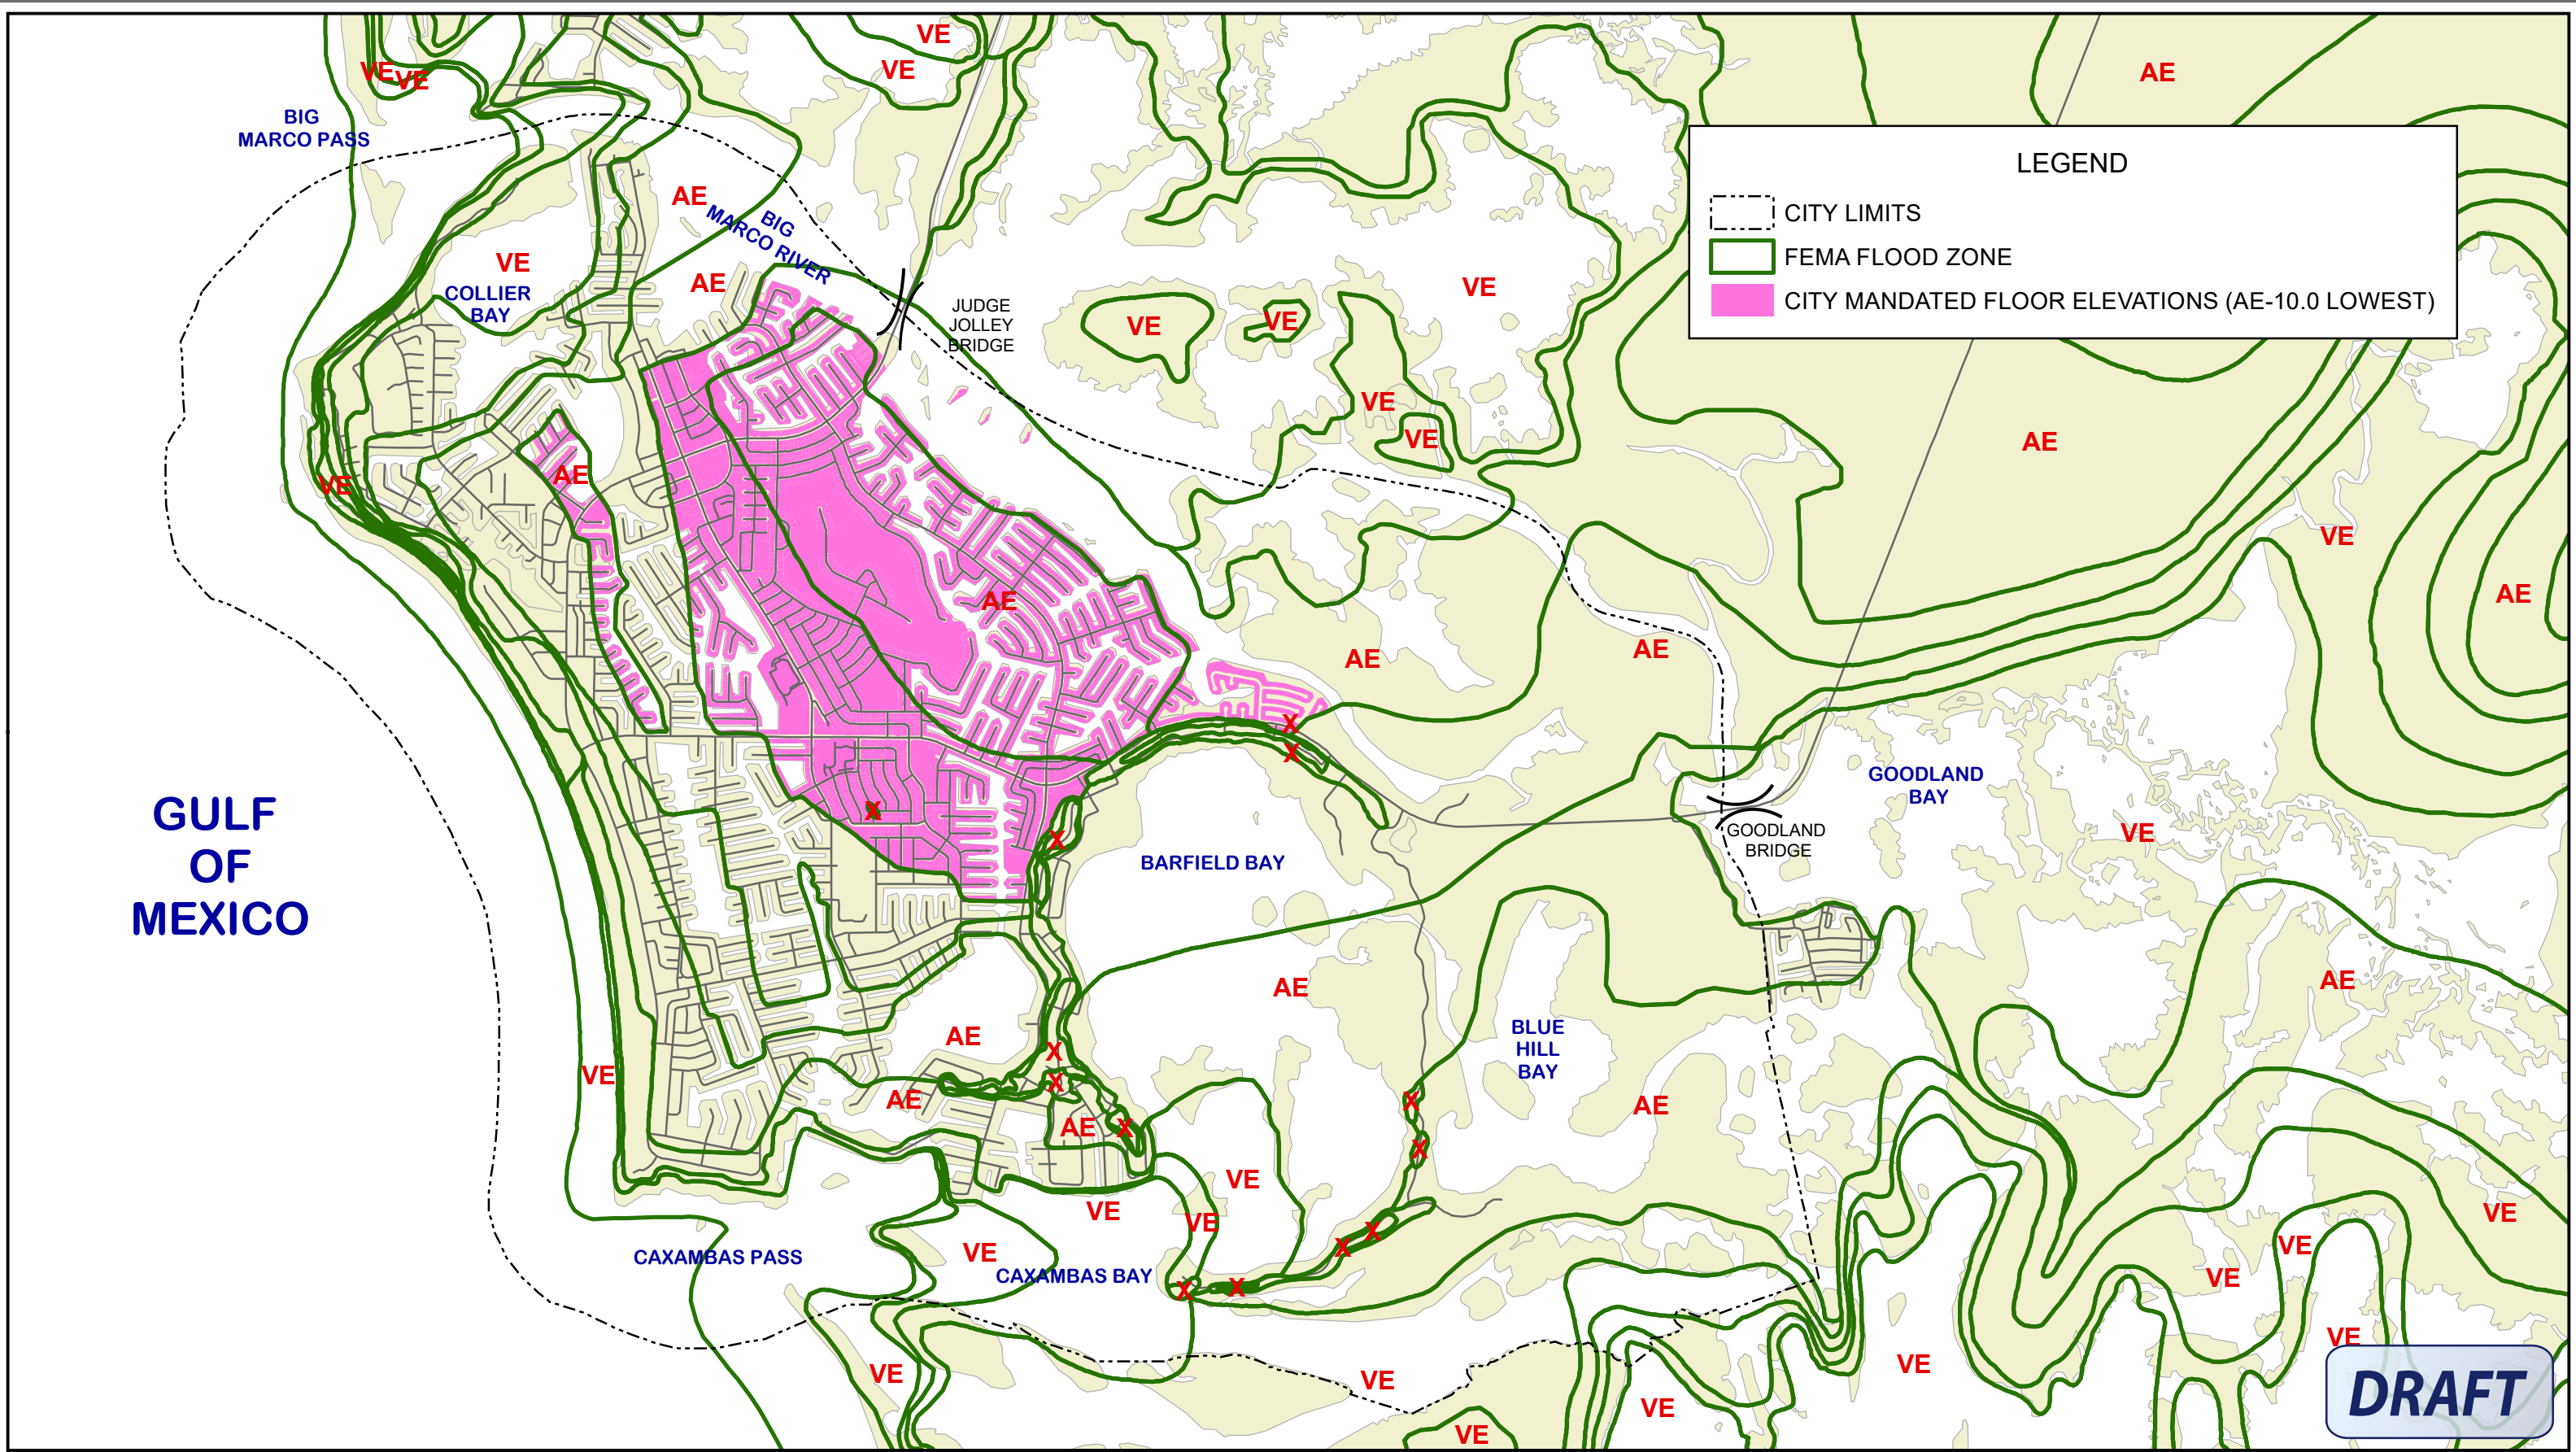 VE
VE
VE
VE
AE
BIG
MARCO PASS
LEGEND
CITY LIMITS
FEMA FLOOD ZONE
CITY MANDATED FLOOR ELEVATIONS (AE-10.0 LOWEST)
AE
BIG
MARCO RIVER
VE
COLLIER
BAY
AE
VE
JUDGE
JOLLEY
BRIDGE
VE
VE
VE
VE
AE
AE
VE
VE
AE
AE
AE
AE
AE
X
X
GOODLAND
BAY
GULF
OF
MEXICO
X
X
VE
GOODLAND
BRIDGE
BARFIELD BAY
AE
AE
AE
X
BLUE
HILL
BAY
VE
X
AE
AE
X
X
AE
X
VE
X
VE
VE
VE
X
VE
VE
X
CAXAMBAS PASS
CAXAMBAS BAY
VE
X
X
VE
VE
VE
VE
VE
VE
DRAFT